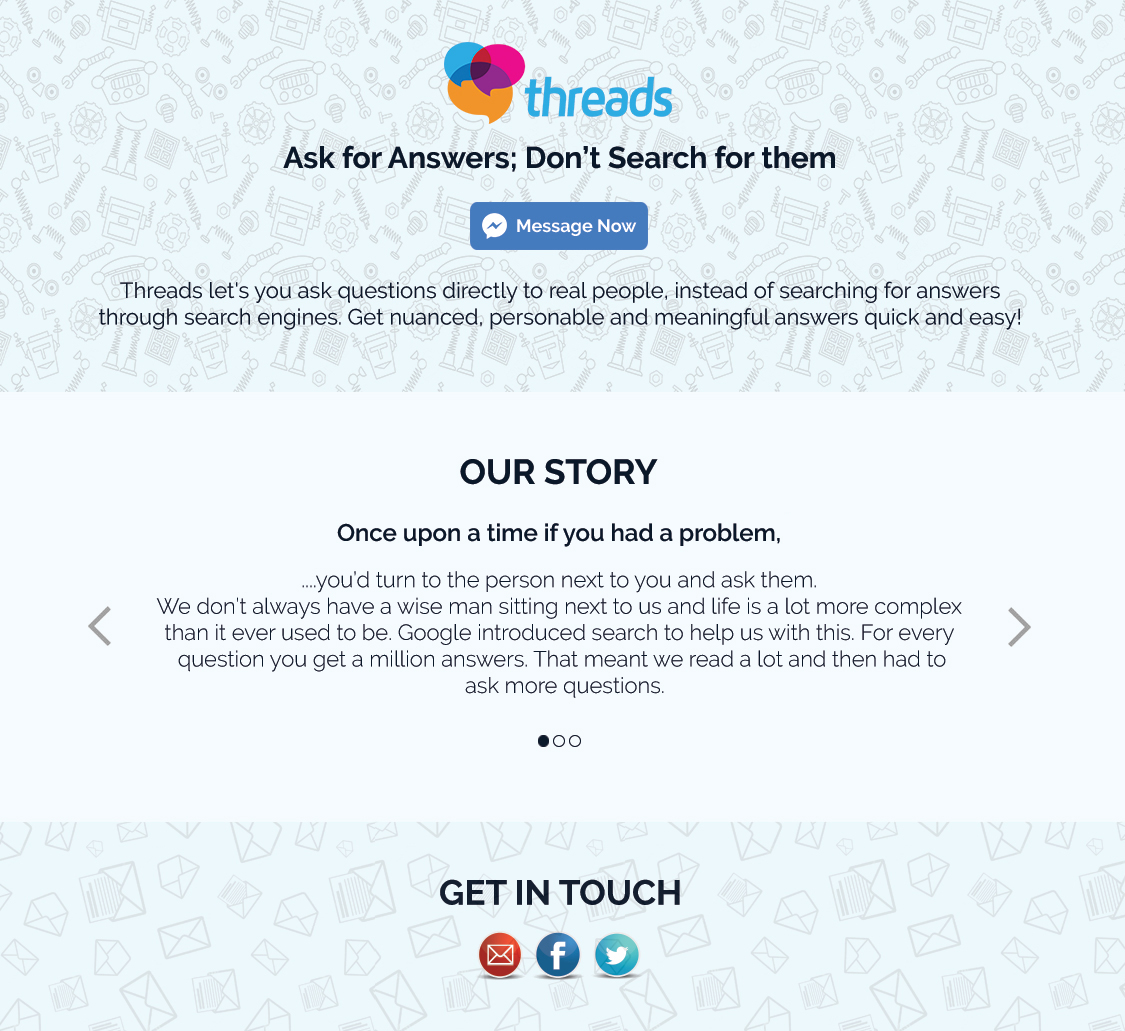 threads
Ask for Answers; Don’t Search for them
Message Now
Threads let's you ask questions directly to real people, instead of searching for answers
through search engines. Get nuanced, personable and meaningful answers quick and easy!
OUR STORY
Once upon a time if you had a problem,
....you’d turn to the person next to you and ask them.
We don’t always have a wise man sitting next to us and life is a lot more complex
than it ever used to be. Google introduced search to help us with this. For every
question you get a million answers. That meant we read a lot and then had to
ask more questions.
GET IN TOUCH